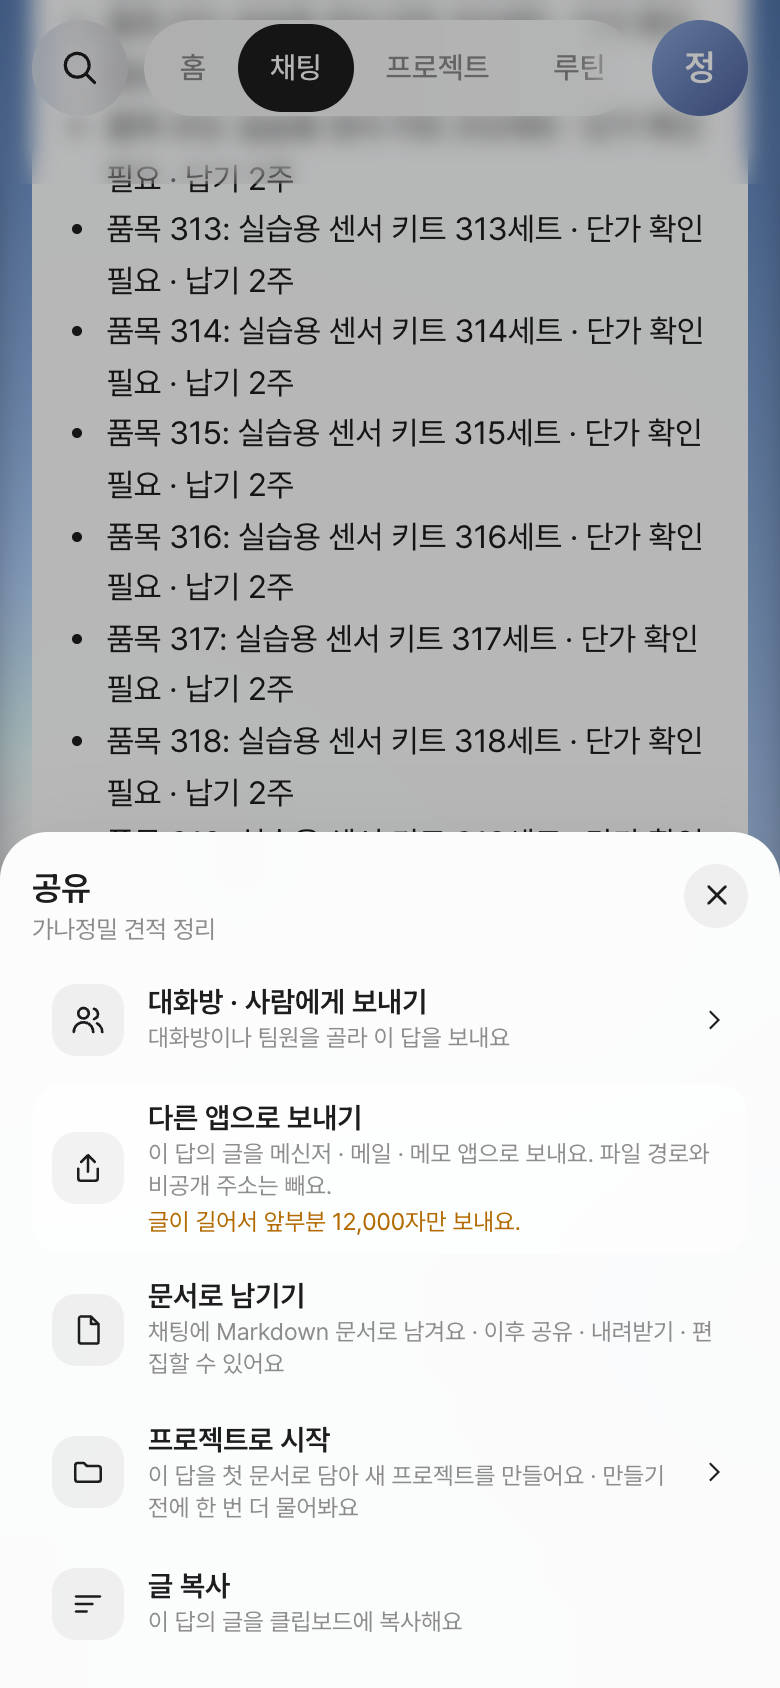 홈
채팅
프로젝트
루틴
정
필요 · 납기 2주
품목 313: 실습용 센서 키트 313세트 · 단가 확인
필요 · 납기 2주
품목 314: 실습용 센서 키트 314세트 · 단가 확인
필요 · 납기 2주
품목 315: 실습용 센서 키트 315세트 · 단가 확인
필요 · 납기 2주
품목 316: 실습용 센서 키트 316세트 · 단가 확인
필요 · 납기 2주
품목 317: 실습용 센서 키트 317세트 · 단가 확인
필요 · 납기 2주
품목 318: 실습용 센서 키트 318세트 · 단가 확인
필요 · 납기 2주
공유
가나정밀 견적 정리
대화방 · 사람에게 보내기
대화방이나 팀원을 골라 이 답을 보내요
다른 앱으로 보내기
이 답의 글을 메신저 · 메일 · 메모 앱으로 보내요. 파일 경로와
비공개 주소는 빼요.
글이 길어서 앞부분 12,000자만 보내요.
문서로 남기기
채팅에 Markdown 문서로 남겨요 · 이후 공유 · 내려받기 · 편
집할 수 있어요
프로젝트로 시작
이 답을 첫 문서로 담아 새 프로젝트를 만들어요 · 만들기
전에 한 번 더 물어봐요
글 복사
이 답의 글을 클립보드에 복사해요